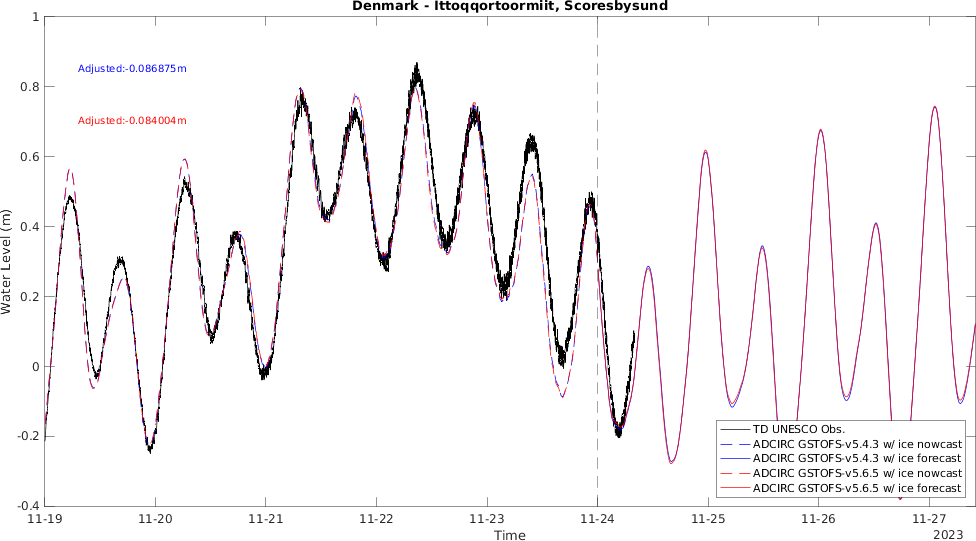 Denmark - Ittoqqortoormiit, Scoresbysund
Adjusted:-0.086875m
Adjusted:-0.084004m
Water Level (m)
1
0.8
0.6
0.4
0.2
0
-0.2
-0.4
TD UNESCO Obs.
ADCIRC GSTOFS-v5.4.3 w/ ice nowcast
ADCIRC GSTOFS-v5.4.3 w/ ice forecast
ADCIRC GSTOFS-v5.6.5 w/ ice nowcast
ADCIRC GSTOFS-v5.6.5 w/ ice forecast
11-19 11-20 11-21 11-22 11-23 11-24 11-25 11-26 11-27
Time
2023